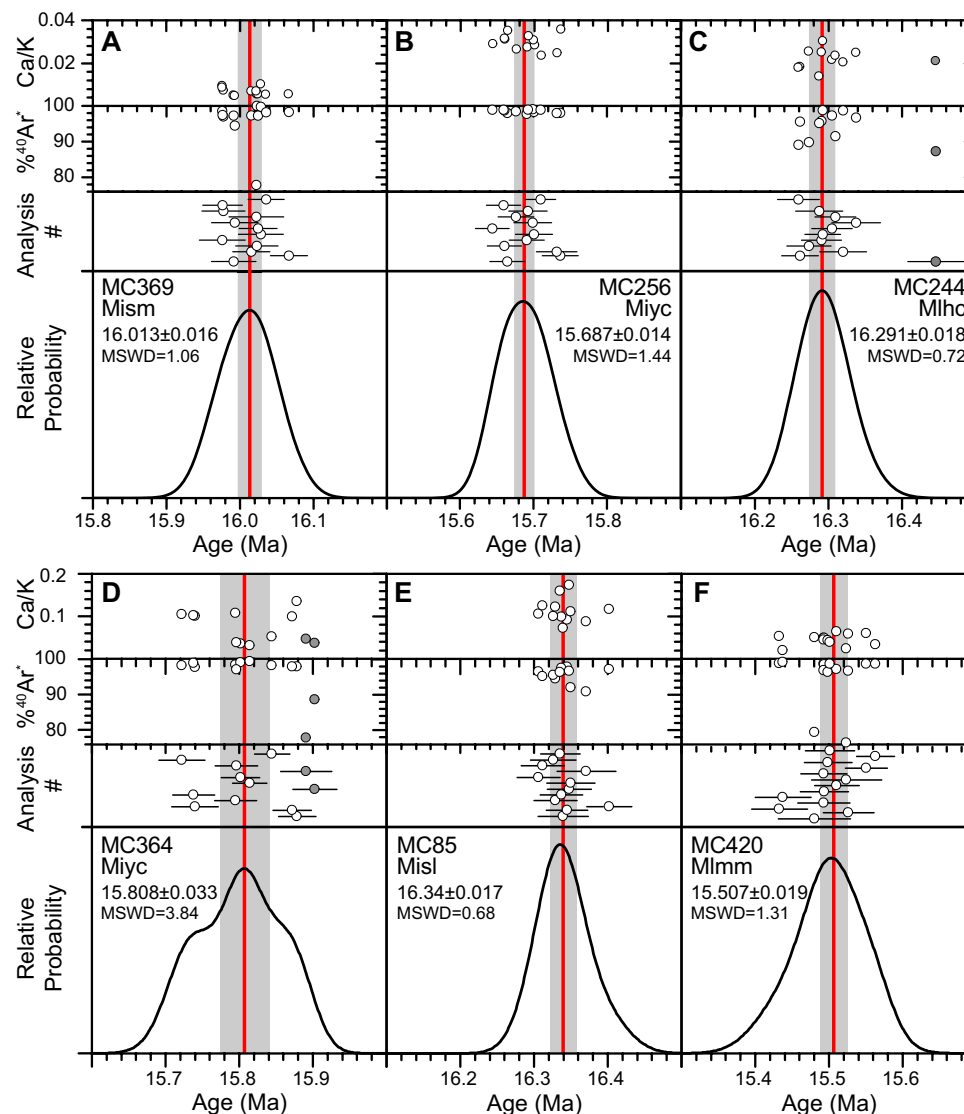 A
B
C
Ca/K
0.04
0.02
%⁴⁰Ar*
100
90
80
Analysis #
Relative Probability
MC369
Mism
16.013±0.016
MSWD=1.06
MC256
Miyc
15.687±0.014
MSWD=1.44
MC244
Mlhc
16.291±0.018
MSWD=0.72
15.8 15.9 16.0 16.1
15.6 15.7 15.8
16.2 16.3 16.4
Age (Ma) Age (Ma) Age (Ma)
D
E
F
Ca/K
0.2
0.1
%⁴⁰Ar*
100
90
80
Analysis #
Relative Probability
MC364
Miyc
15.808±0.033
MSWD=3.84
MC85
Misl
16.34±0.017
MSWD=0.68
MC420
Mlmm
15.507±0.019
MSWD=1.31
15.7 15.8 15.9
16.2 16.3 16.4
15.4 15.5 15.6
Age (Ma) Age (Ma) Age (Ma)